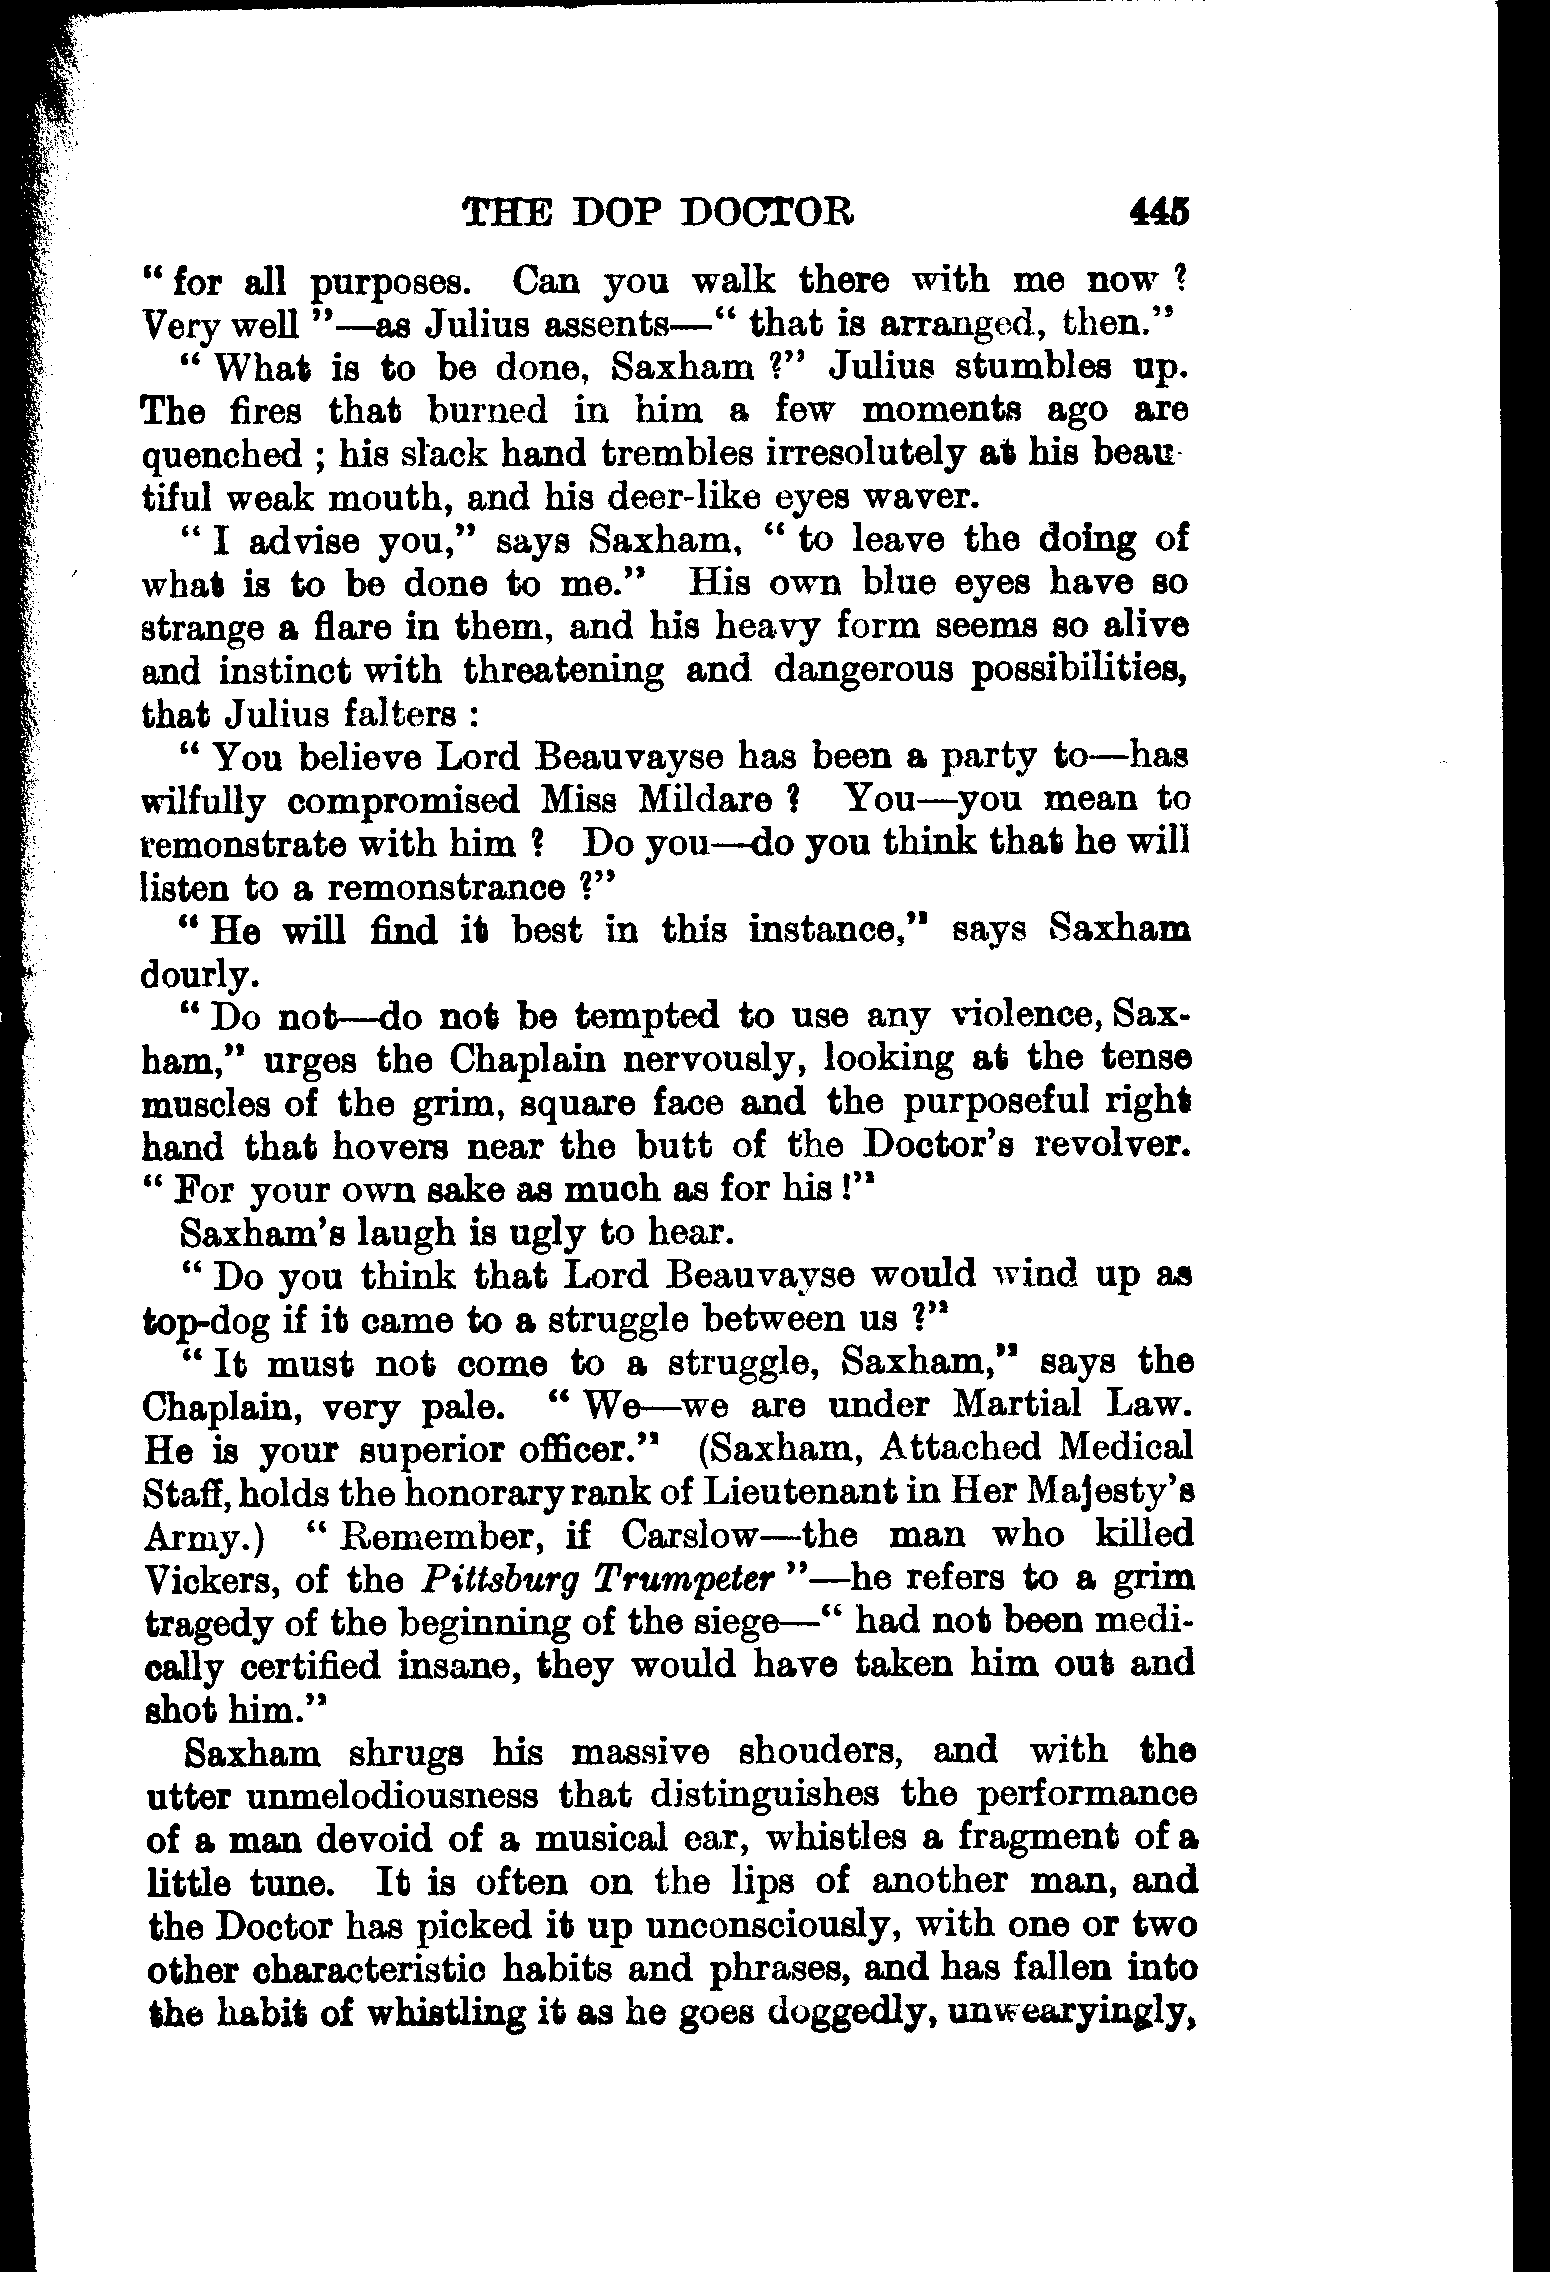 THE DOP DOCTOR 445
“ for all purposes. Can you walk there with me now ?
Very well ”—as Julius assents—“ that is arranged, then.”
“ What is to be done, Saxham ?” Julius stumbles up.
The fires that burned in him a few moments ago are
quenched ; his slack hand trembles irresolutely at his beau-
tiful weak mouth, and his deer-like eyes waver.
“ I advise you,” says Saxham, “ to leave the doing of
what is to be done to me.” His own blue eyes have so
strange a flare in them, and his heavy form seems so alive
and instinct with threatening and dangerous possibilities,
that Julius falters :
“ You believe Lord Beauvayse has been a party to—has
wilfully compromised Miss Mildare ? You—you mean to
remonstrate with him ? Do you—do you think that he will
listen to a remonstrance ?”
“ He will find it best in this instance,” says Saxham
dourly.
“ Do not—do not be tempted to use any violence, Sax-
ham,” urges the Chaplain nervously, looking at the tense
muscles of the grim, square face and the purposeful right
hand that hovers near the butt of the Doctor’s revolver.
“ For your own sake as much as for his !”
Saxham’s laugh is ugly to hear.
“ Do you think that Lord Beauvayse would wind up as
top-dog if it came to a struggle between us ?”
“ It must not come to a struggle, Saxham,” says the
Chaplain, very pale. “ We—we are under Martial Law.
He is your superior officer.” (Saxham, Attached Medical
Staff, holds the honorary rank of Lieutenant in Her Majesty’s
Army.) “ Remember, if Carslow—the man who killed
Vickers, of the Pittsburg Trumpeter ”—he refers to a grim
tragedy of the beginning of the siege—“ had not been medi-
cally certified insane, they would have taken him out and
shot him.”
Saxham shrugs his massive shouders, and with the
utter unmelodiousness that distinguishes the performance
of a man devoid of a musical ear, whistles a fragment of a
little tune. It is often on the lips of another man, and
the Doctor has picked it up unconsciously, with one or two
other characteristic habits and phrases, and has fallen into
the habit of whistling it as he goes doggedly, unwearyingly,